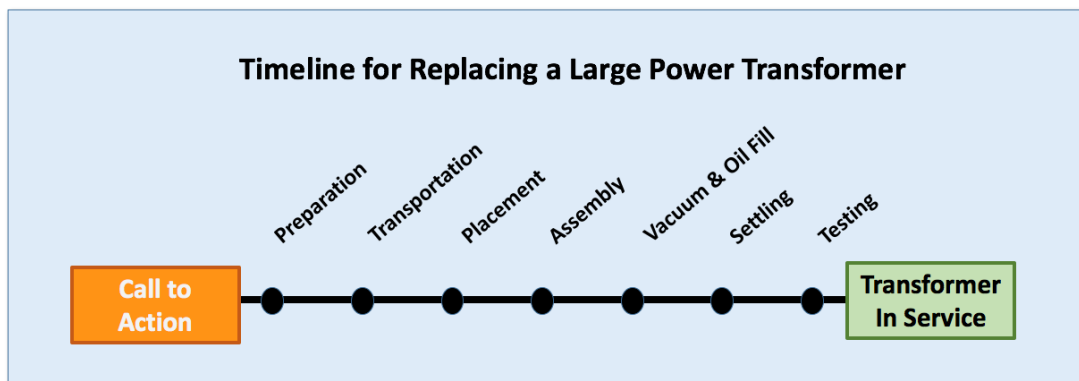 Timeline for Replacing a Large Power Transformer
Preparation
Transportation
Placement
Assembly
Vacuum & Oil Fill
Settling
Testing
Call to
Action
Transformer
In Service